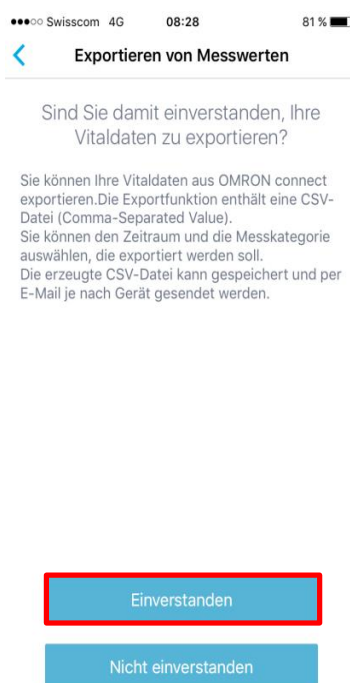 ●●●○○ Swisscom 4G 08:28 81 %
Exportieren von Messwerten
Sind Sie damit einverstanden, Ihre
Vitaldaten zu exportieren?
Sie können Ihre Vitaldaten aus OMRON connect
exportieren.Die Exportfunktion enthält eine CSV-
Datei (Comma-Separated Value).
Sie können den Zeitraum und die Messkategorie
auswählen, die exportiert werden soll.
Die erzeugte CSV-Datei kann gespeichert und per
E-Mail je nach Gerät gesendet werden.
Einverstanden
Nicht einverstanden